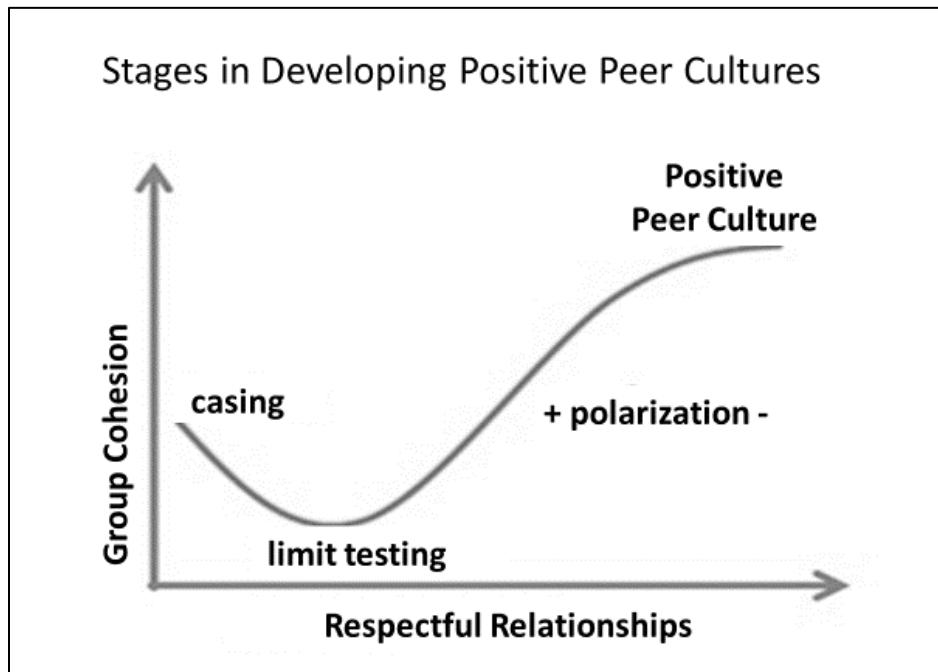 Stages in Developing Positive Peer Cultures
Positive
Peer Culture
casing
+ polarization -
limit testing
Group Cohesion
Respectful Relationships